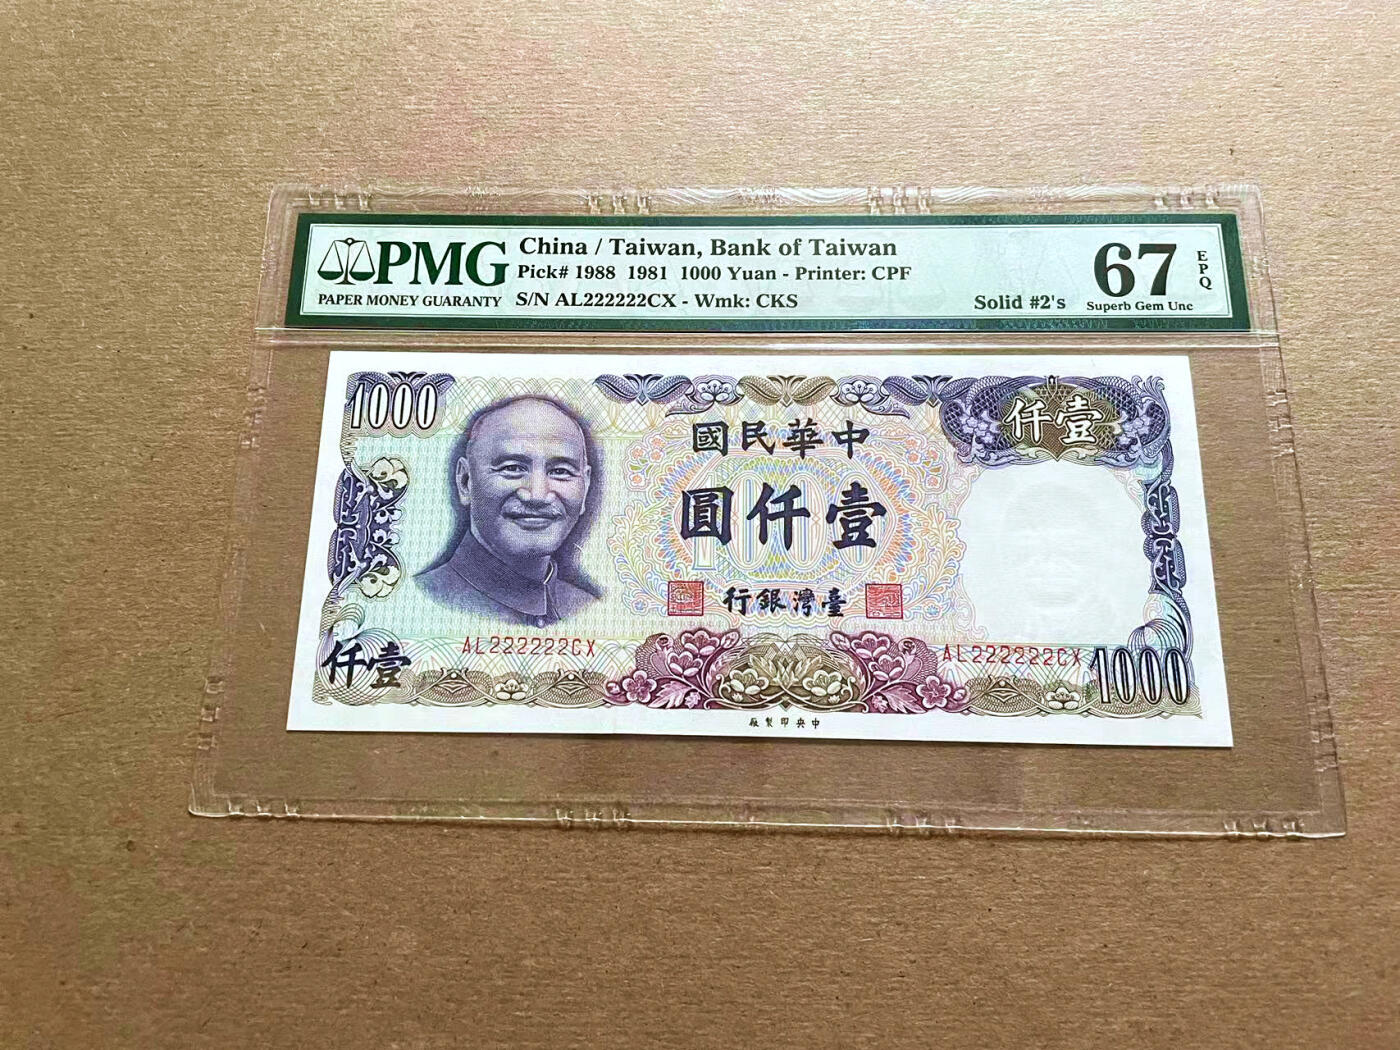 PMG
PAPER MONEY GUARANTY
China / Taiwan, Bank of Taiwan
Pick# 1988 1981 1000 Yuan - Printer: CPF
S/N AL222222CX - Wmk: CKS
Solid #2's
67
EPQ
Superb Gem Unc
1000
仟壹
國民華中
圓仟壹
1000
行銀灣臺
AL222222CX
AL222222CX
仟壹
1000
廠製印央中